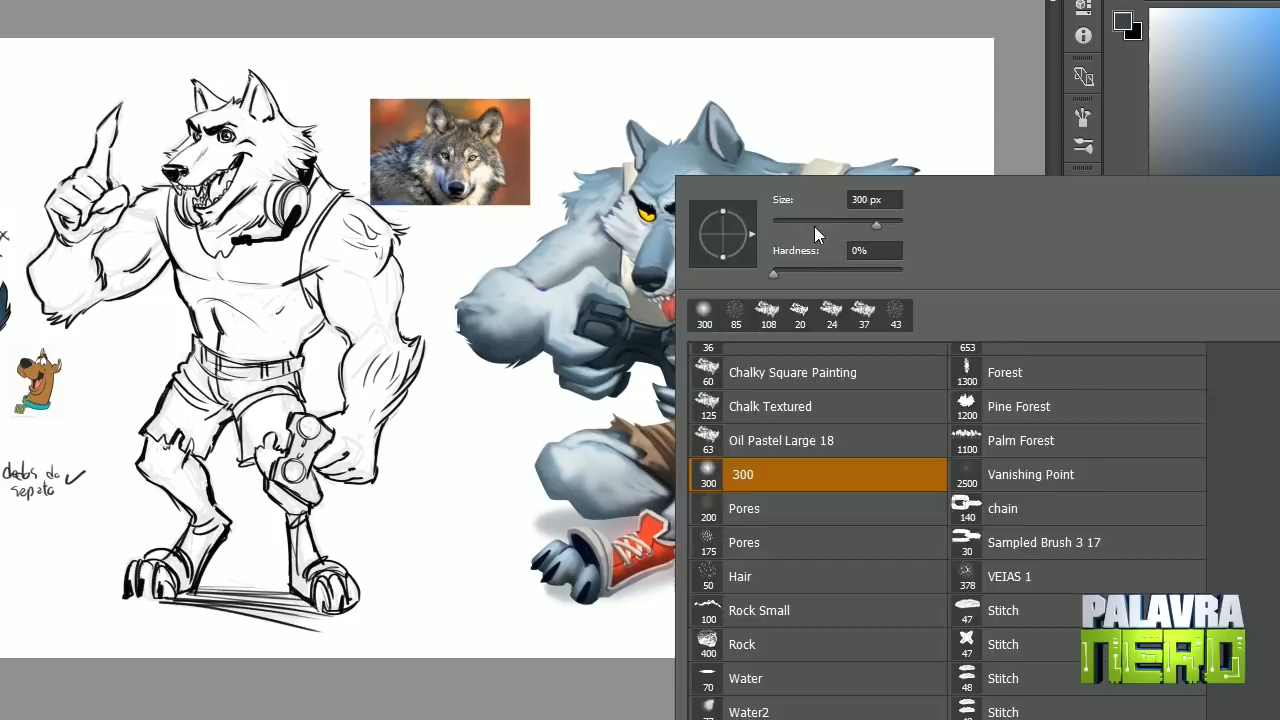 x
dedos do
sapato
Size:
300 px
Hardness:
0%
300
85
108
20
24
37
43
36
60
Chalky Square Painting
125
Chalk Textured
63
Oil Pastel Large 18
300
300
200
Pores
175
Pores
50
Hair
100
Rock Small
400
Rock
70
Water
Water2
653
1300
Forest
1200
Pine Forest
1100
Palm Forest
2500
Vanishing Point
140
chain
30
Sampled Brush 3 17
378
VEIAS 1
47
Stitch
47
Stitch
48
Stitch
Stitch
PALAVRA
NERD